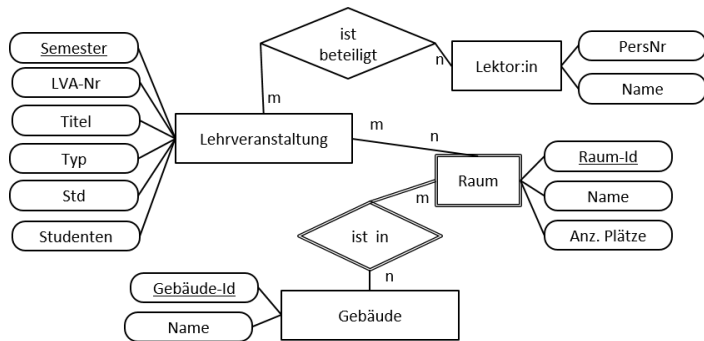 Semester
LVA-Nr
Titel
Typ
Std
Studenten
ist
beteiligt
m
n
Lektor:in
PersNr
Name
Lehrveranstaltung
m
n
Raum
Raum-Id
Name
Anz. Plätze
m
ist in
n
Gebäude-Id
Name
Gebäude